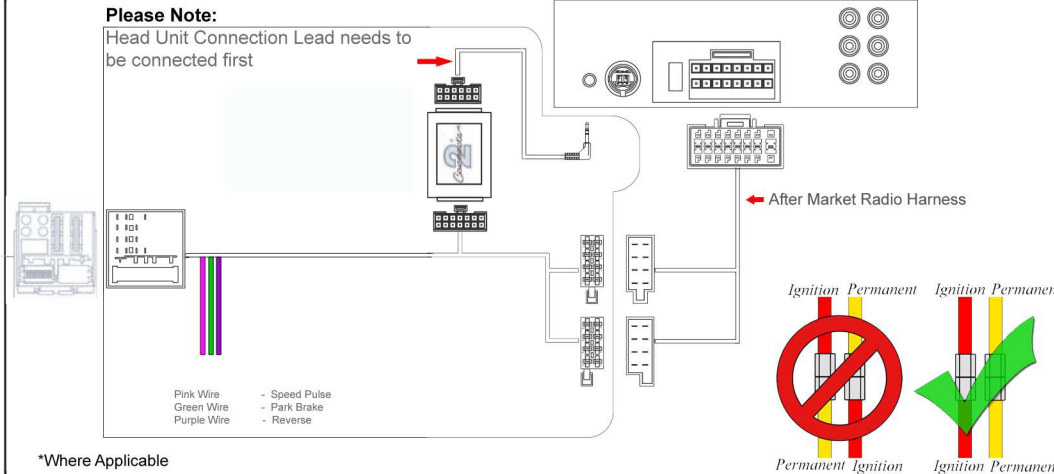 Please Note:
Head Unit Connection Lead needs to
be connected first
After Market Radio Harness
Ignition Permanent Ignition Permanen
Permanent Ignition Ignition Permanen
Pink Wire - Speed Pulse
Green Wire - Park Brake
Purple Wire - Reverse
*Where Applicable